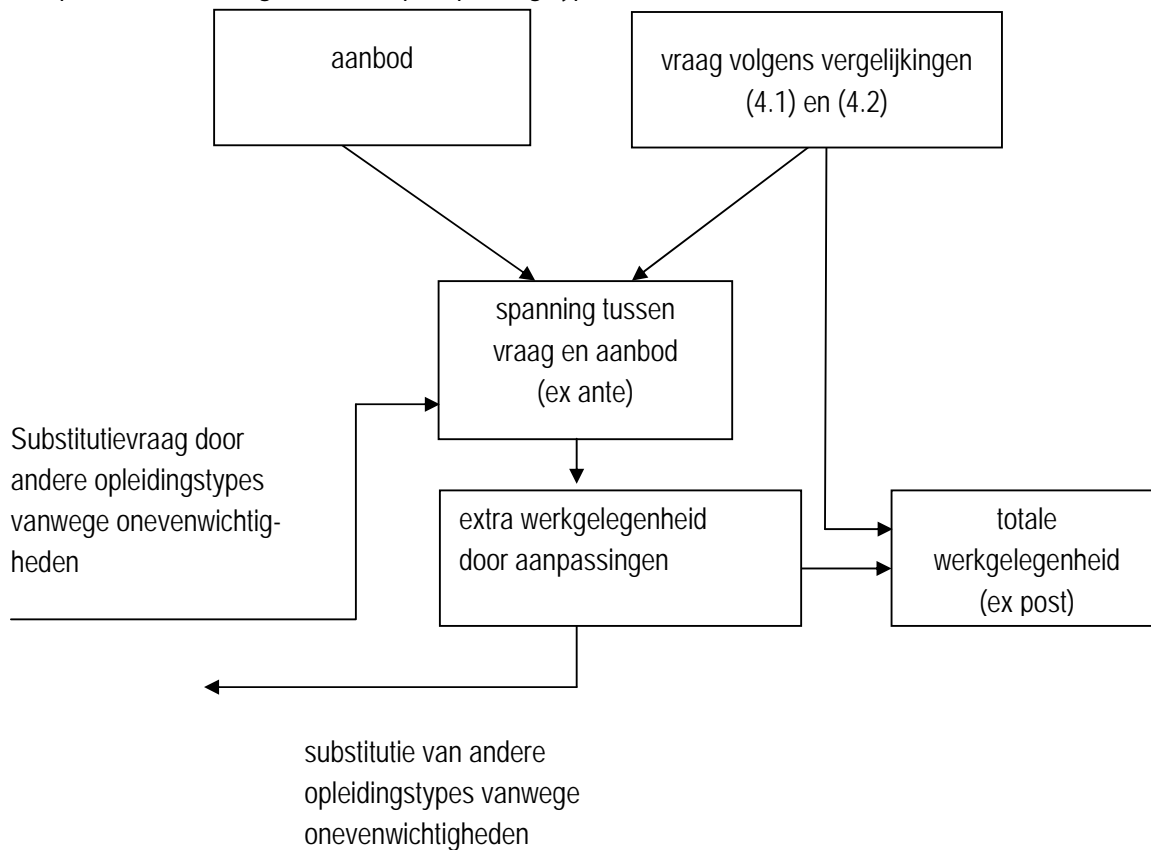 aanbod
vraag volgens vergelijkingen
(4.1) en (4.2)
spanning tussen
vraag en aanbod
(ex ante)
Substitutievraag door
andere opleidingstypes
vanwege onevenwichtig-
heden
extra werkgelegenheid
door aanpassingen
totale
werkgelegenheid
(ex post)
substitutie van andere
opleidingstypes vanwege
onevenwichtigheden